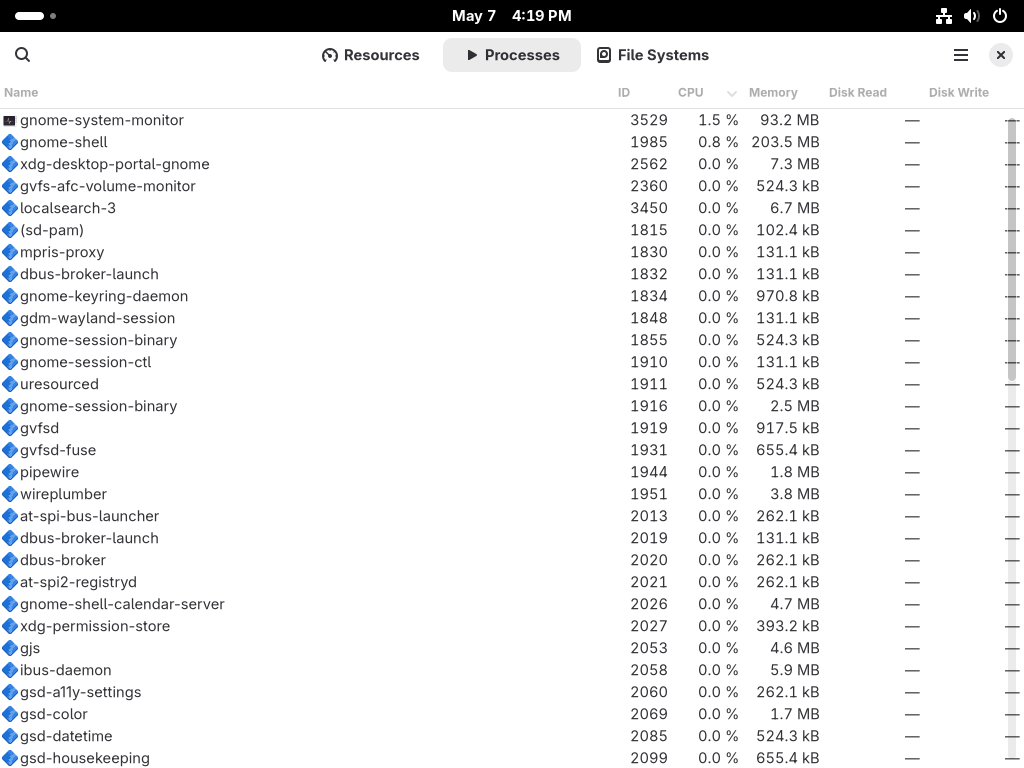 May 7 4:19 PM
Resources Processes File Systems
Name ID CPU Memory Disk Read Disk Write
gnome-system-monitor 3529 1.5 % 93.2 MB — —
gnome-shell 1985 0.8 % 203.5 MB — —
xdg-desktop-portal-gnome 2562 0.0 % 7.3 MB — —
gvfs-afc-volume-monitor 2360 0.0 % 524.3 kB — —
localsearch-3 3450 0.0 % 6.7 MB — —
(sd-pam) 1815 0.0 % 102.4 kB — —
mpris-proxy 1830 0.0 % 131.1 kB — —
dbus-broker-launch 1832 0.0 % 131.1 kB — —
gnome-keyring-daemon 1834 0.0 % 970.8 kB — —
gdm-wayland-session 1848 0.0 % 131.1 kB — —
gnome-session-binary 1855 0.0 % 524.3 kB — —
gnome-session-ctl 1910 0.0 % 131.1 kB — —
uresourced 1911 0.0 % 524.3 kB — —
gnome-session-binary 1916 0.0 % 2.5 MB — —
gvfsd 1919 0.0 % 917.5 kB — —
gvfsd-fuse 1931 0.0 % 655.4 kB — —
pipewire 1944 0.0 % 1.8 MB — —
wireplumber 1951 0.0 % 3.8 MB — —
at-spi-bus-launcher 2013 0.0 % 262.1 kB — —
dbus-broker-launch 2019 0.0 % 131.1 kB — —
dbus-broker 2020 0.0 % 262.1 kB — —
at-spi2-registryd 2021 0.0 % 262.1 kB — —
gnome-shell-calendar-server 2026 0.0 % 4.7 MB — —
xdg-permission-store 2027 0.0 % 393.2 kB — —
gjs 2053 0.0 % 4.6 MB — —
ibus-daemon 2058 0.0 % 5.9 MB — —
gsd-a11y-settings 2060 0.0 % 262.1 kB — —
gsd-color 2069 0.0 % 1.7 MB — —
gsd-datetime 2085 0.0 % 524.3 kB — —
gsd-housekeeping 2099 0.0 % 655.4 kB — —